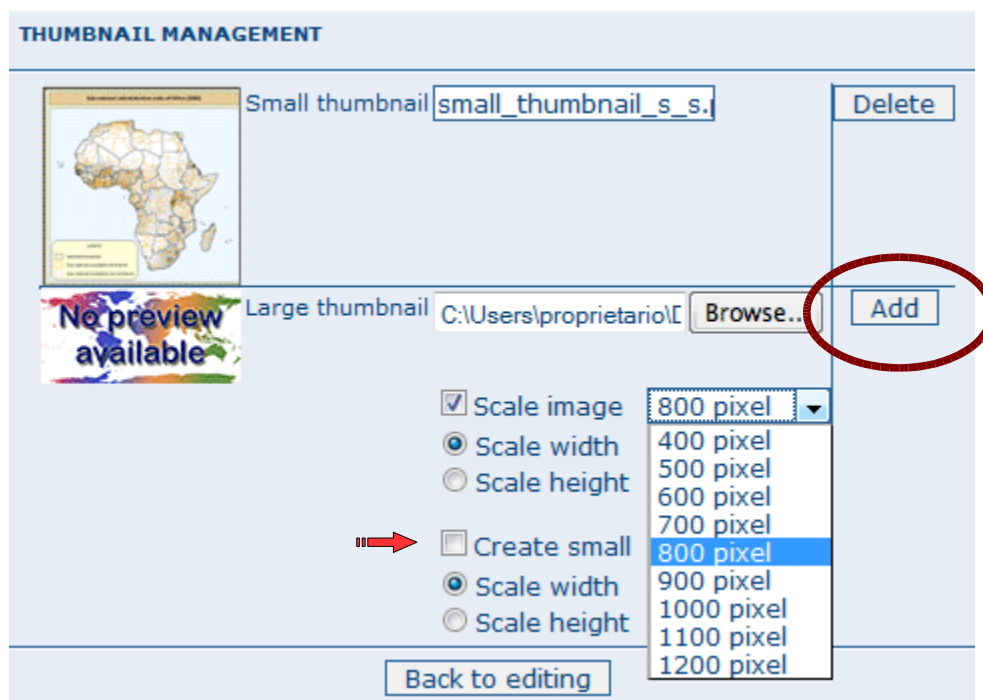 THUMBNAIL MANAGEMENT
Small thumbnail small_thumbnail_s_s. Delete
No preview
available
Large thumbnail C:\Users\proprietario\ Browse.. Add
Scale image 800 pixel
Scale width 400 pixel
500 pixel
Scale height 600 pixel
700 pixel
Create small 800 pixel
Scale width 900 pixel
1000 pixel
Scale height 1100 pixel
1200 pixel
Back to editing